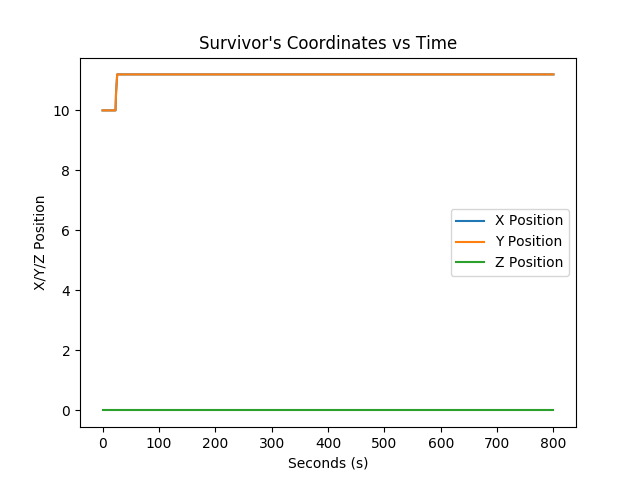 Survivor's Coordinates vs Time
X/Y/Z Position
10
8
6
4
2
0
X Position
Y Position
Z Position
0 100 200 300 400 500 600 700 800
Seconds (s)